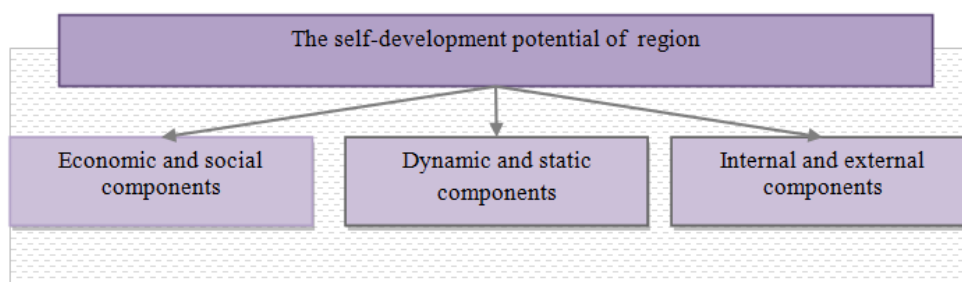 The self-development potential of region
Economic and social
components
Dynamic and static
components
Internal and external
components